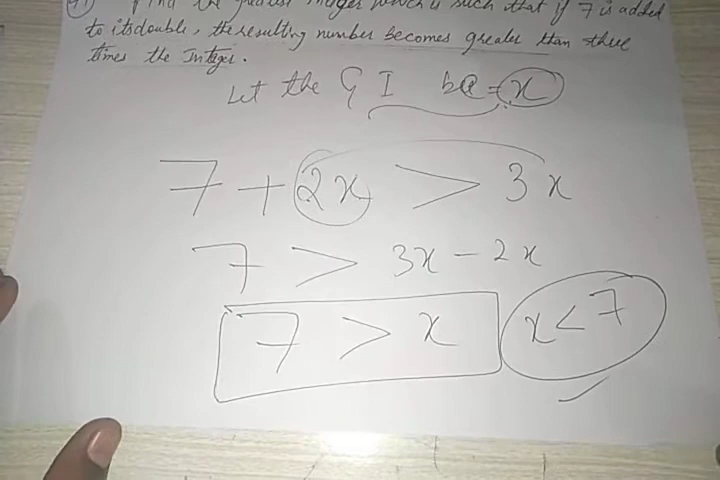 Find the greatest integer which is such that if 7 is added
to its double, the resulting number becomes greater than three
times the Integer.
Let the G I be = x
7 + 2x > 3x
7 > 3x - 2x
7 > x x < 7